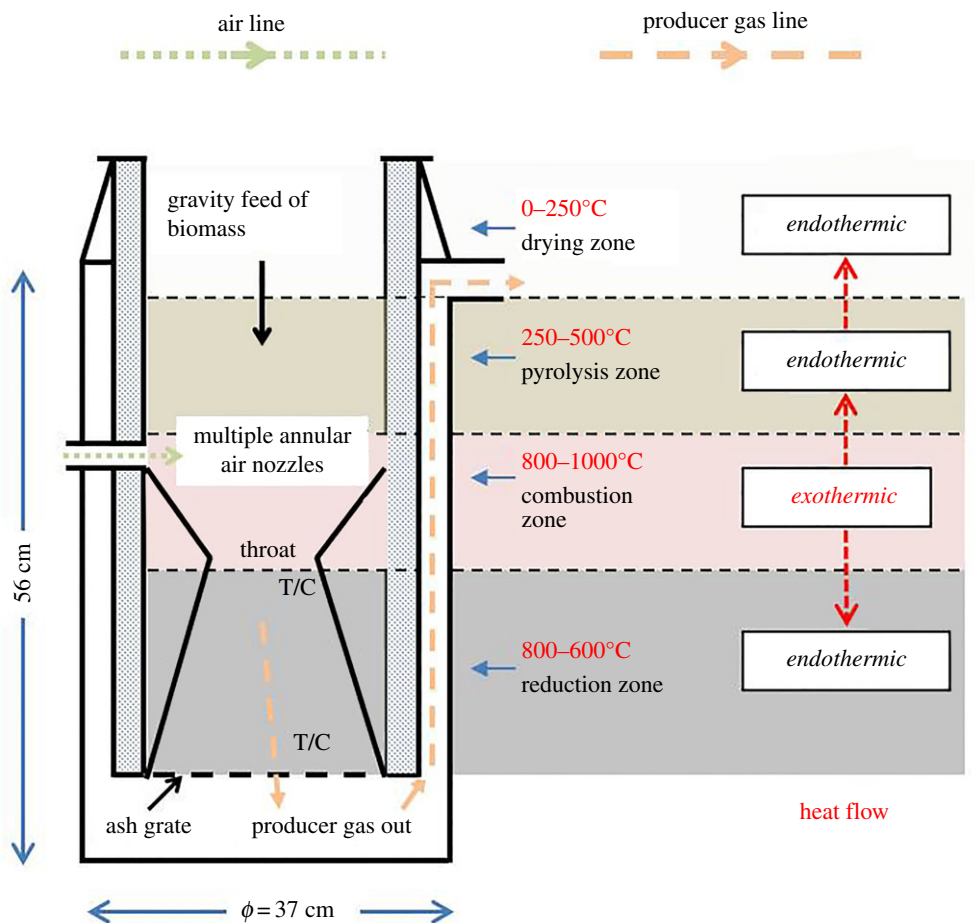 air line
producer gas line
gravity feed of
biomass
0–250°C
drying zone
endothermic
250–500°C
pyrolysis zone
endothermic
multiple annular
air nozzles
800–1000°C
combustion
zone
exothermic
throat
T/C
56 cm
800–600°C
reduction zone
endothermic
T/C
ash grate
producer gas out
heat flow
ϕ = 37 cm